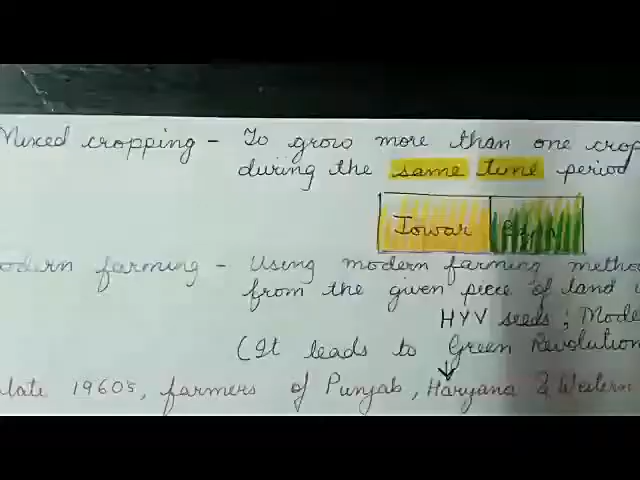 Mixed cropping - To grow more than one crop
during the same time period
Jowar
odern farming - Using modern farming method
from the given piece of land
HYV seeds ; Mode
(It leads to Green Revolution
late 1960s, farmers of Punjab, Haryana & Western